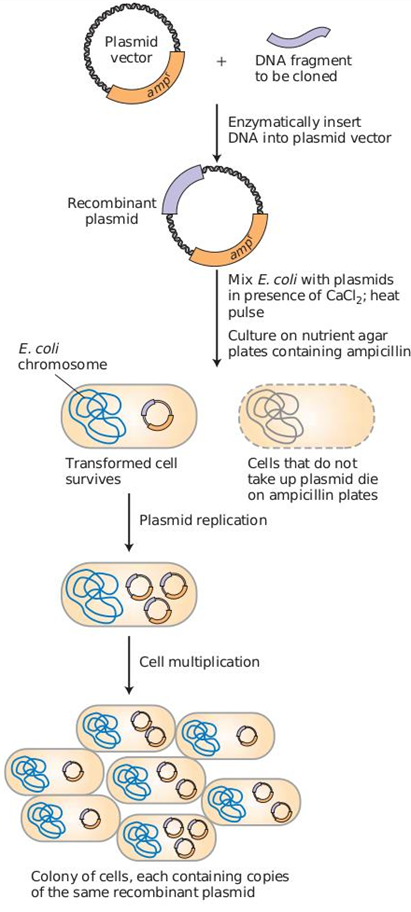 Plasmid
vector
ampʳ
+
DNA fragment
to be cloned
Enzymatically insert
DNA into plasmid vector
Recombinant
plasmid
ampʳ
Mix E. coli with plasmids
in presence of CaCl₂; heat
pulse
Culture on nutrient agar
plates containing ampicillin
E. coli
chromosome
Transformed cell
survives
Cells that do not
take up plasmid die
on ampicillin plates
Plasmid replication
Cell multiplication
Colony of cells, each containing copies
of the same recombinant plasmid